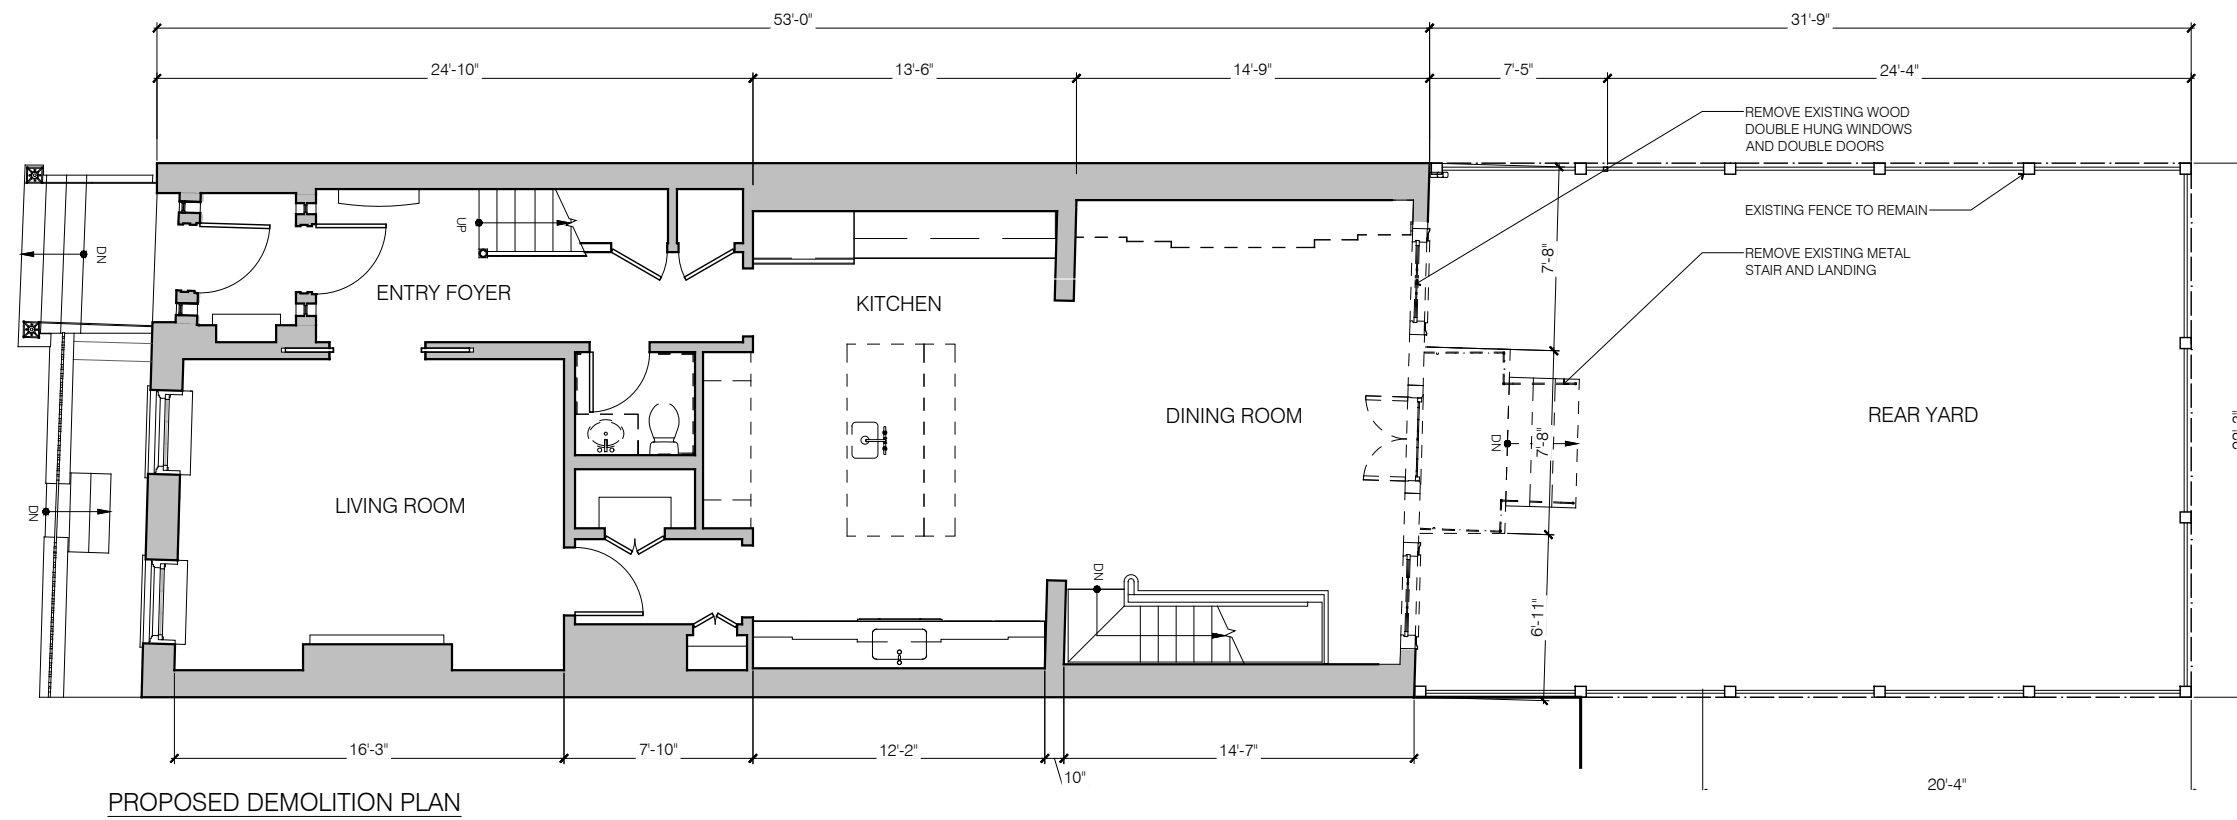 53'-0"
31'-9"
24'-10"
13'-6"
14'-9"
7'-5"
24'-4"
REMOVE EXISTING WOOD
DOUBLE HUNG WINDOWS
AND DOUBLE DOORS
EXISTING FENCE TO REMAIN
REMOVE EXISTING METAL
STAIR AND LANDING
UP
DN
7'-8"
ENTRY FOYER
KITCHEN
DINING ROOM
REAR YARD
DN
7'-8"
LIVING ROOM
DN
DN
6'-11"
16'-3"
7'-10"
12'-2"
10"
14'-7"
20'-4"
PROPOSED DEMOLITION PLAN